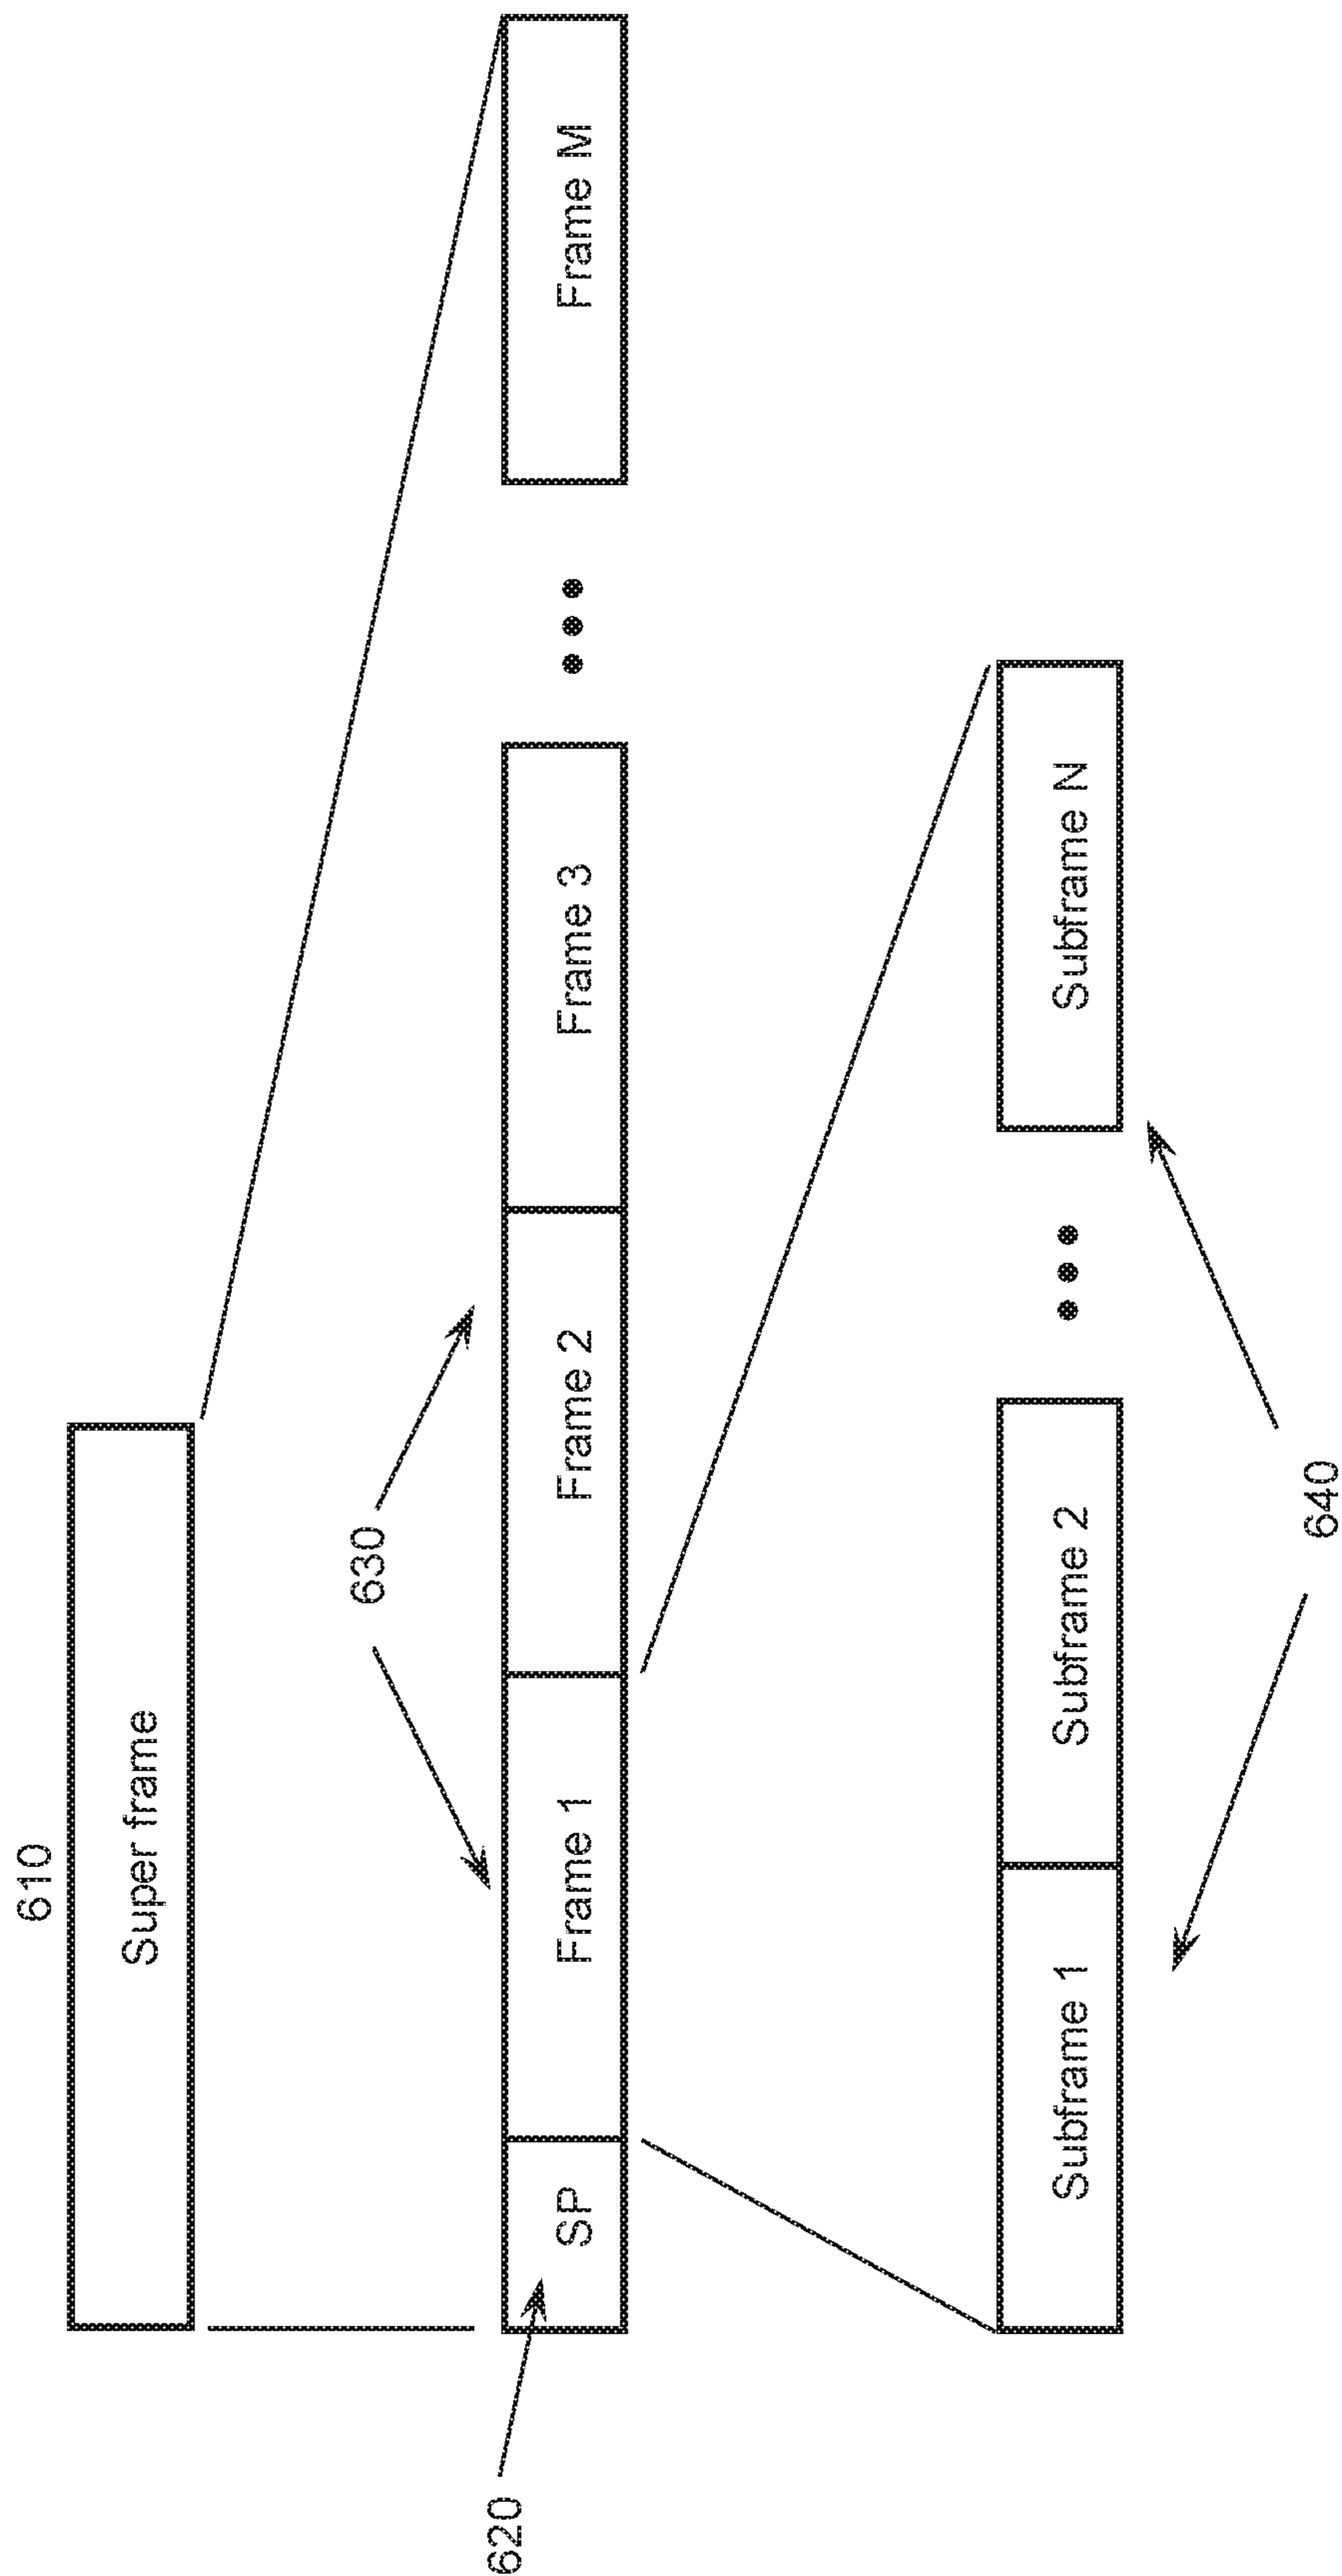 610
Super frame
630
620
SP
Frame 1
Frame 2
Frame 3
Frame M
Subframe 1
Subframe 2
Subframe N
640